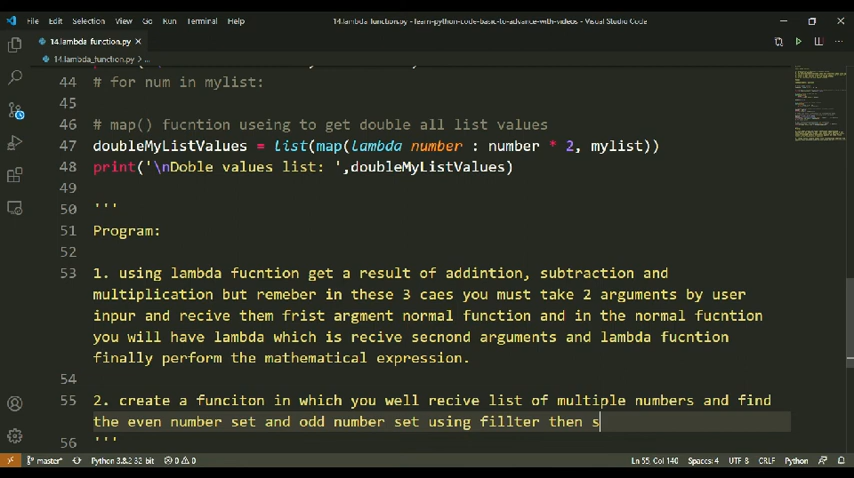 File Edit Selection View Go Run Terminal Help 14.lambda_function.py - learn-python-code-basic-to-advance-with-videos - Visual Studio Code
14.lambda_function.py
14.lambda_function.py > ...
44 # for num in mylist:
45
46 # map() fucntion useing to get double all list values
47 doubleMyListValues = list(map(lambda number : number * 2, mylist))
48 print('\nDoble values list: ',doubleMyListValues)
49
50 '''
51 Program:
52
53 1. using lambda fucntion get a result of addintion, subtraction and
multiplication but remeber in these 3 caes you must take 2 arguments by user
inpur and recive them frist argment normal function and in the normal fucntion
you will have lambda which is recive secnond arguments and lambda fucntion
finally perform the mathematical expression.
54
55 2. create a funciton in which you well recive list of multiple numbers and find
the even number set and odd number set using fillter then s
56 '''
master* Python 3.8.2 32-bit 0 0 Ln 55, Col 140 Spaces: 4 UTF-8 CRLF Python